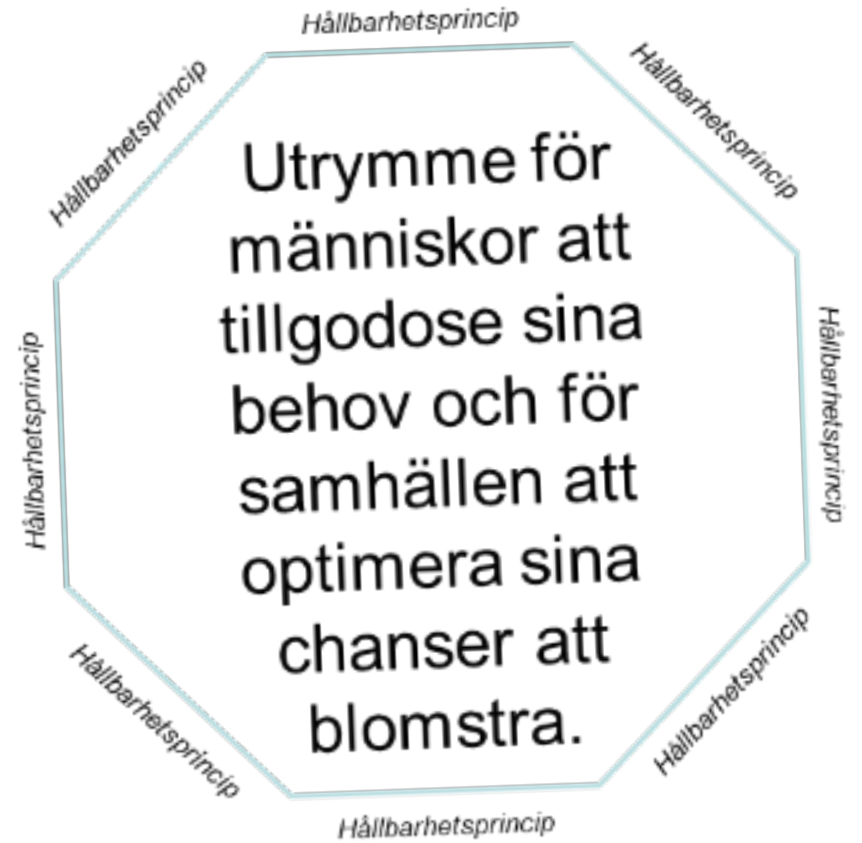 Hållbarhetsprincip
Hållbarhetsprincip
Hållbarhetsprincip
Utrymme för
människor att
tillgodose sina
behov och för
samhällen att
optimera sina
chanser att
blomstra.
Hållbarhetsprincip
Hållbarhetsprincip
Hållbarhetsprincip
Hållbarhetsprincip
Hållbarhetsprincip